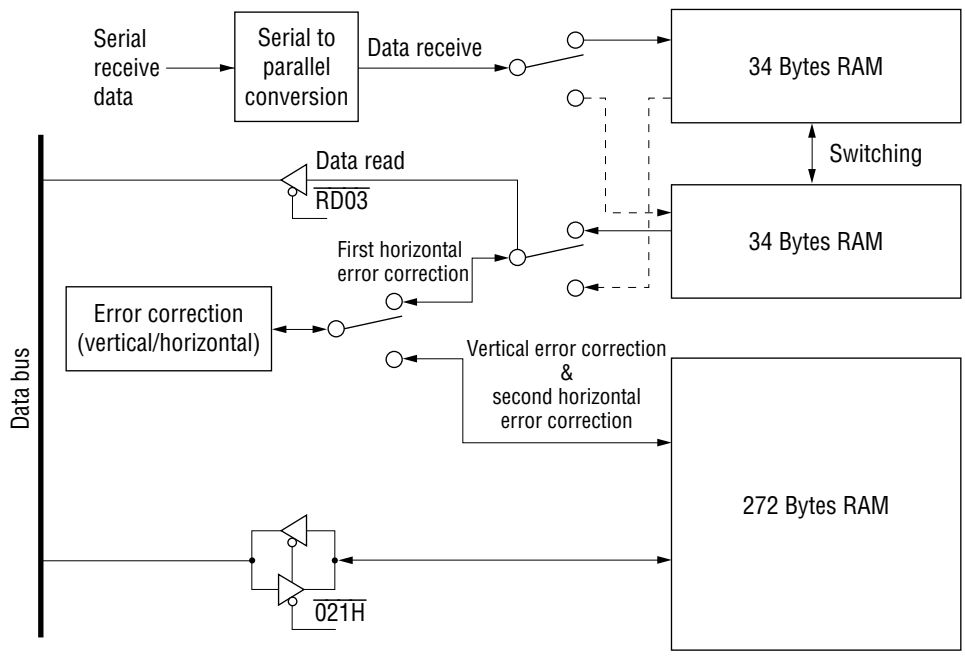 Serial
receive
data
Serial to
parallel
conversion
Data receive
34 Bytes RAM
Switching
34 Bytes RAM
Data read
RD03
First horizontal
error correction
Error correction
(vertical/horizontal)
Vertical error correction
&
second horizontal
error correction
Data bus
272 Bytes RAM
021H